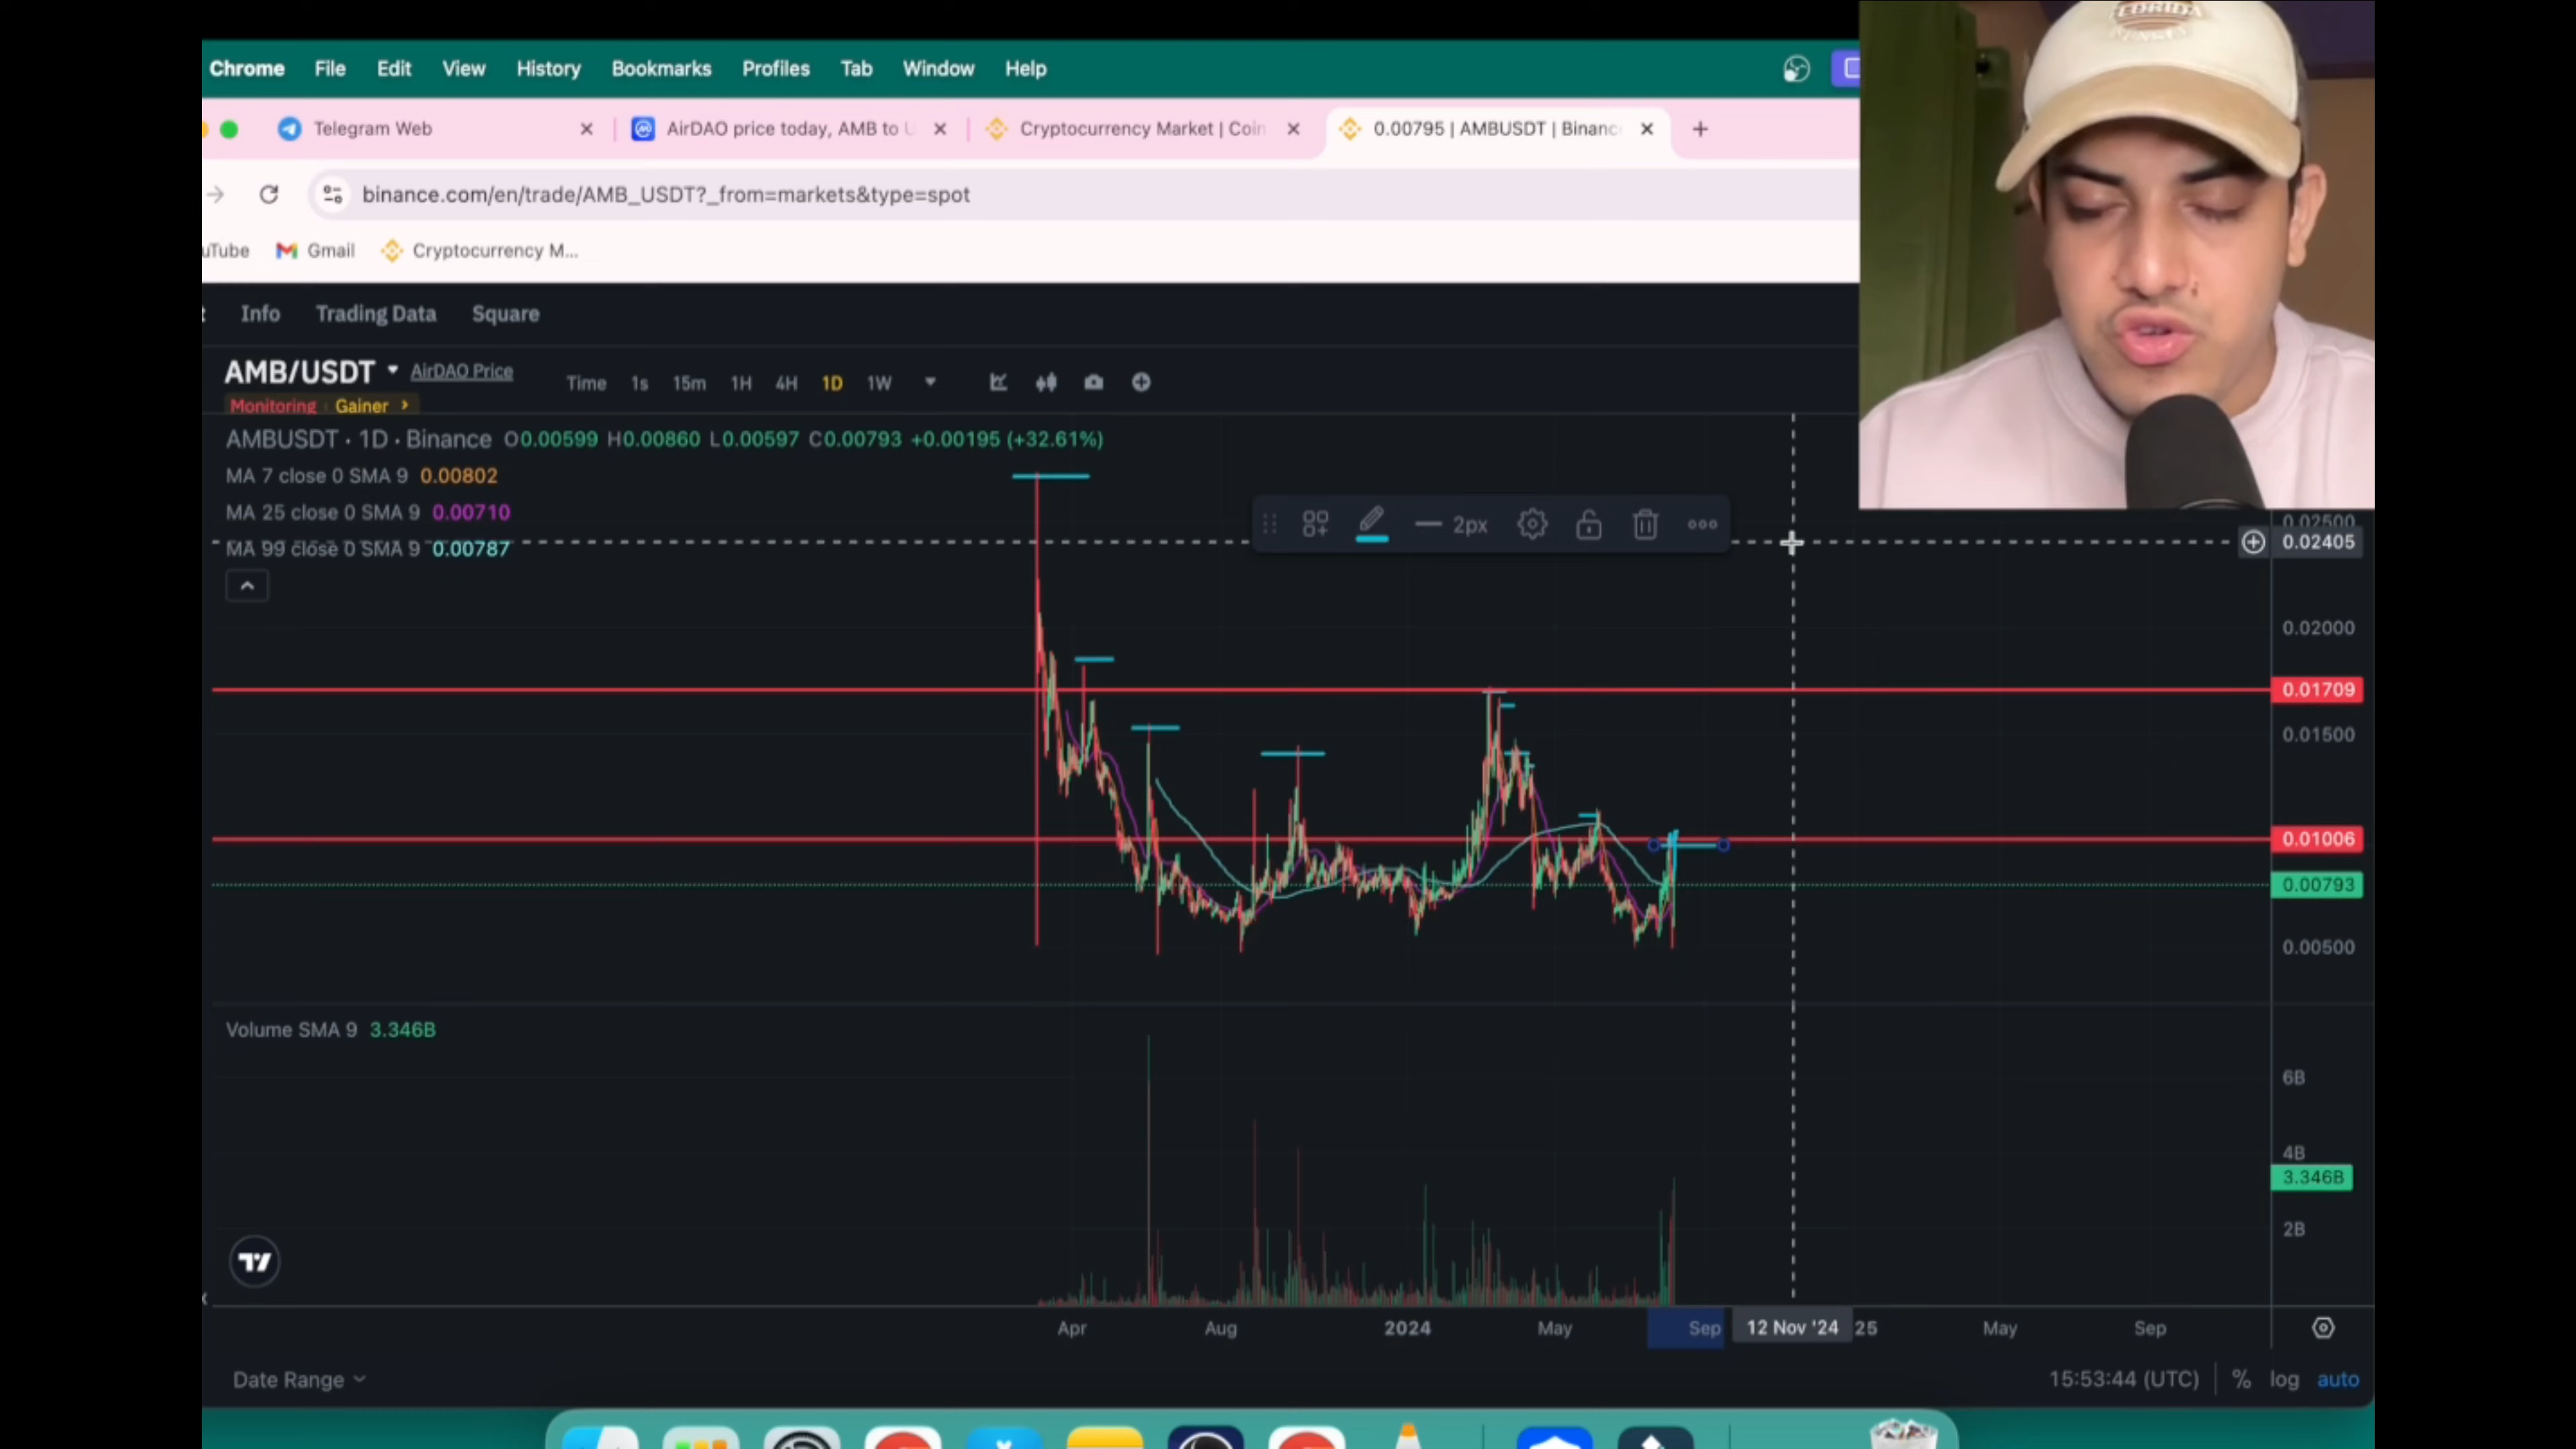 Chrome File Edit View History Bookmarks Profiles Tab Window Help
Telegram Web AirDAO price today, AMB to U Cryptocurrency Market | Coin 0.00795 | AMBUSDT | Binanc
binance.com/en/trade/AMB_USDT?_from=markets&type=spot
uTube Gmail Cryptocurrency M...
Info Trading Data Square
AMB/USDT AirDAO Price Time 1s 15m 1H 4H 1D 1W
Monitoring Gainer
AMBUSDT · 1D · Binance O0.00599 H0.00860 L0.00597 C0.00793 +0.00195 (+32.61%)
MA 7 close 0 SMA 9 0.00802
MA 25 close 0 SMA 9 0.00710
MA 99 close 0 SMA 9 0.00787
2px
0.02500
0.02405
0.02000
0.01709
0.01500
0.01006
0.00793
0.00500
Volume SMA 9 3.346B
6B
4B
3.346B
2B
Apr Aug 2024 May Sep 12 Nov '24 25 May Sep
Date Range 15:53:44 (UTC) % log auto